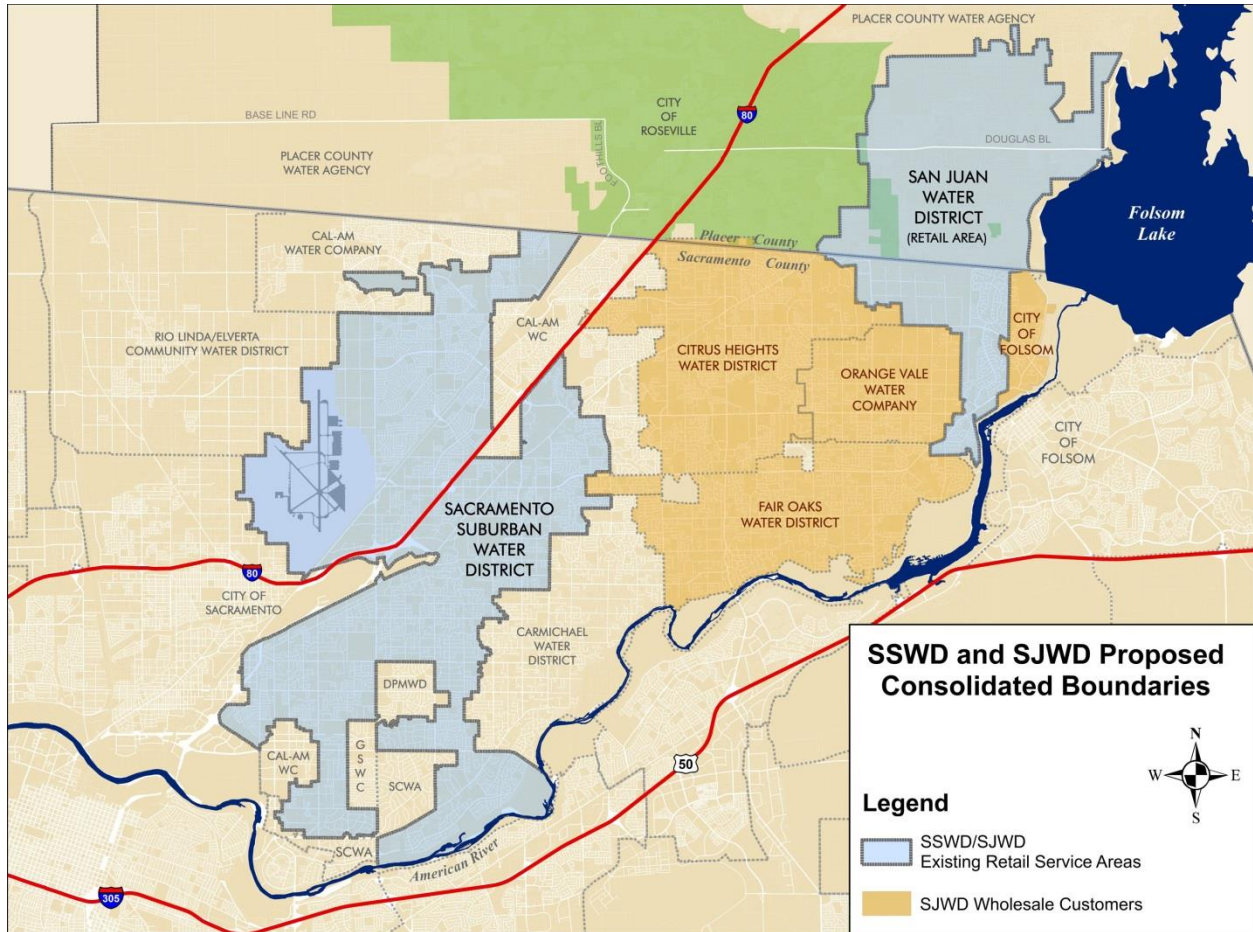 PLACER COUNTY WATER AGENCY
BASE LINE RD
CITY
OF
ROSEVILLE
80
FOOTHILLS BL
DOUGLAS BL
PLACER COUNTY
WATER AGENCY
SAN JUAN
WATER
DISTRICT
(RETAIL AREA)
Folsom
Lake
CAL-AM
WATER COMPANY
Placer County
Sacramento County
RIO LINDA/ELVERTA
COMMUNITY WATER DISTRICT
CAL-AM
WC
CITRUS HEIGHTS
WATER DISTRICT
ORANGE VALE
WATER
COMPANY
CITY
OF
FOLSOM
CITY
OF
FOLSOM
SACRAMENTO
SUBURBAN
WATER
DISTRICT
FAIR OAKS
WATER DISTRICT
80
CITY OF
SACRAMENTO
CARMICHAEL
WATER
DISTRICT
DPMWD
CAL-AM
WC
G
S
W
C
SCWA
SCWA
American River
50
305
SSWD and SJWD Proposed
Consolidated Boundaries
N
W
E
S
Legend
SSWD/SJWD
Existing Retail Service Areas
SJWD Wholesale Customers